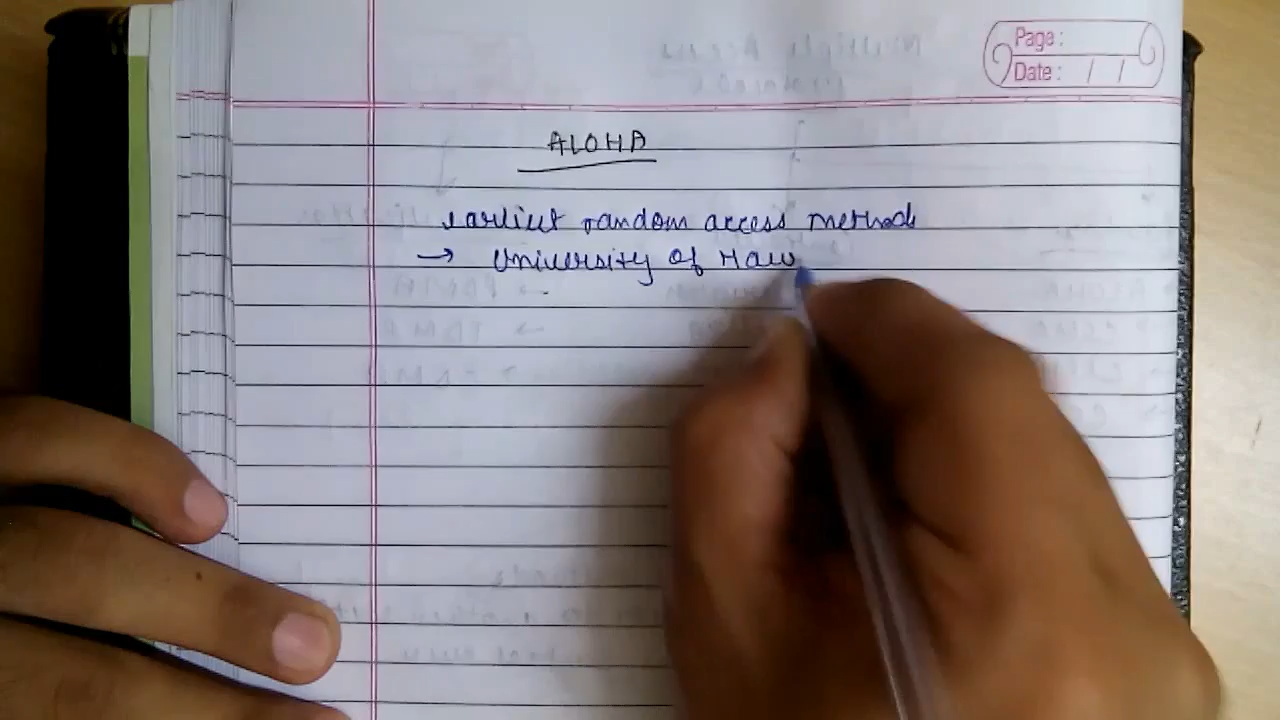 Page:
Date: / /
ALOHA
earliest random access method
→ University of Haw